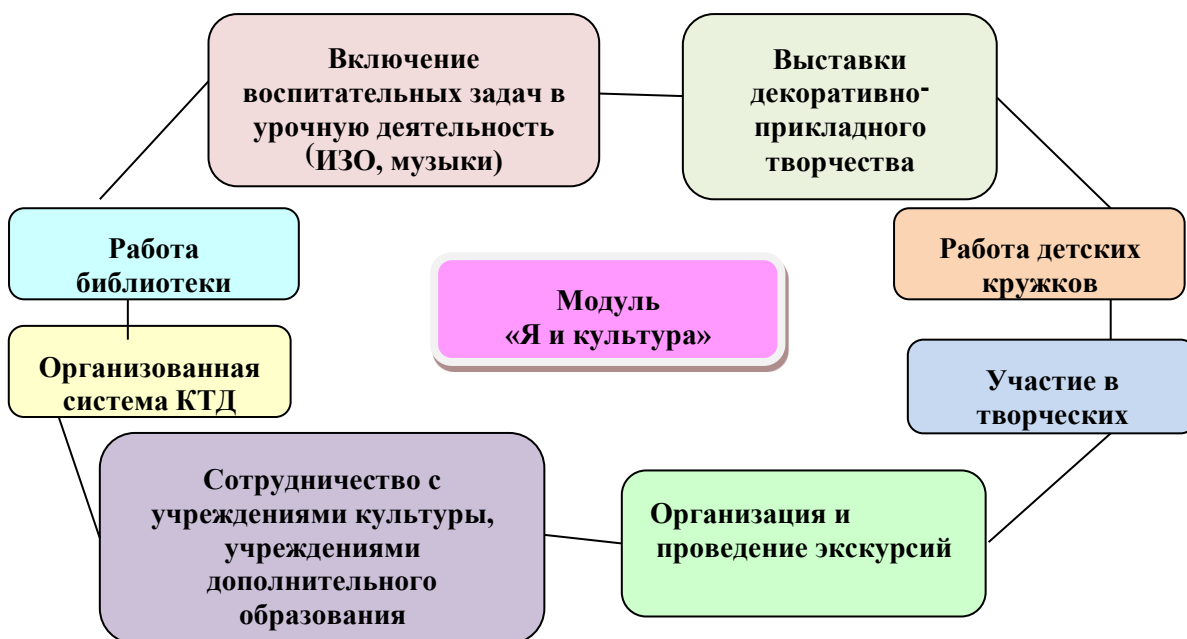 Включение
воспитательных задач в
урочную деятельность
(ИЗО, музыки)
Выставки
декоративно-
прикладного
творчества
Работа
библиотеки
Работа детских
кружков
Модуль
«Я и культура»
Организованная
система КТД
Участие в
творческих
Сотрудничество с
учреждениями культуры,
учреждениями
дополнительного
образования
Организация и
проведение экскурсий